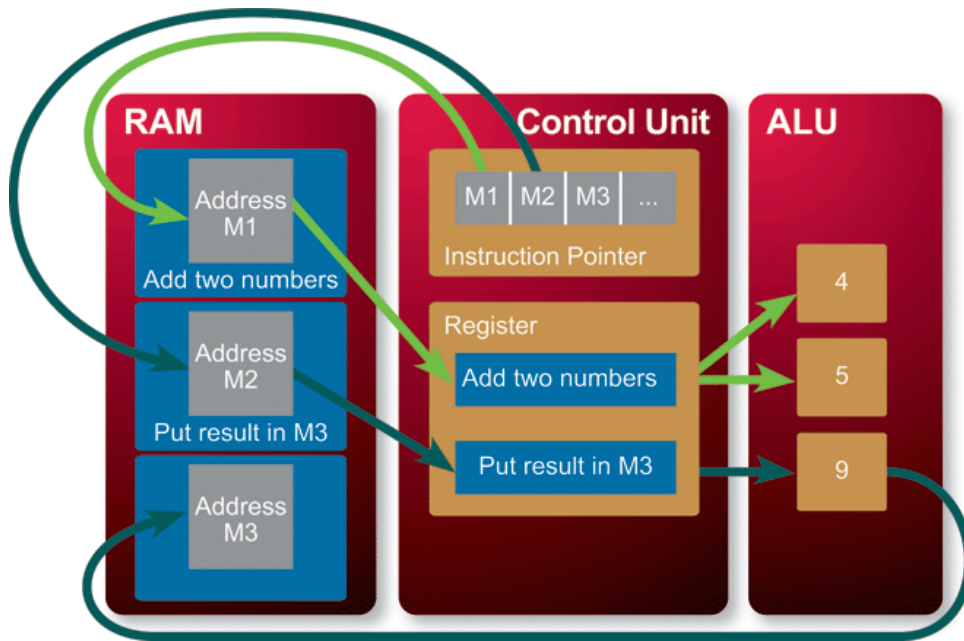 RAM
Address
M1
Add two numbers
Address
M2
Put result in M3
Address
M3
Control Unit
M1 M2 M3 ...
Instruction Pointer
Register
Add two numbers
Put result in M3
ALU
4
5
9